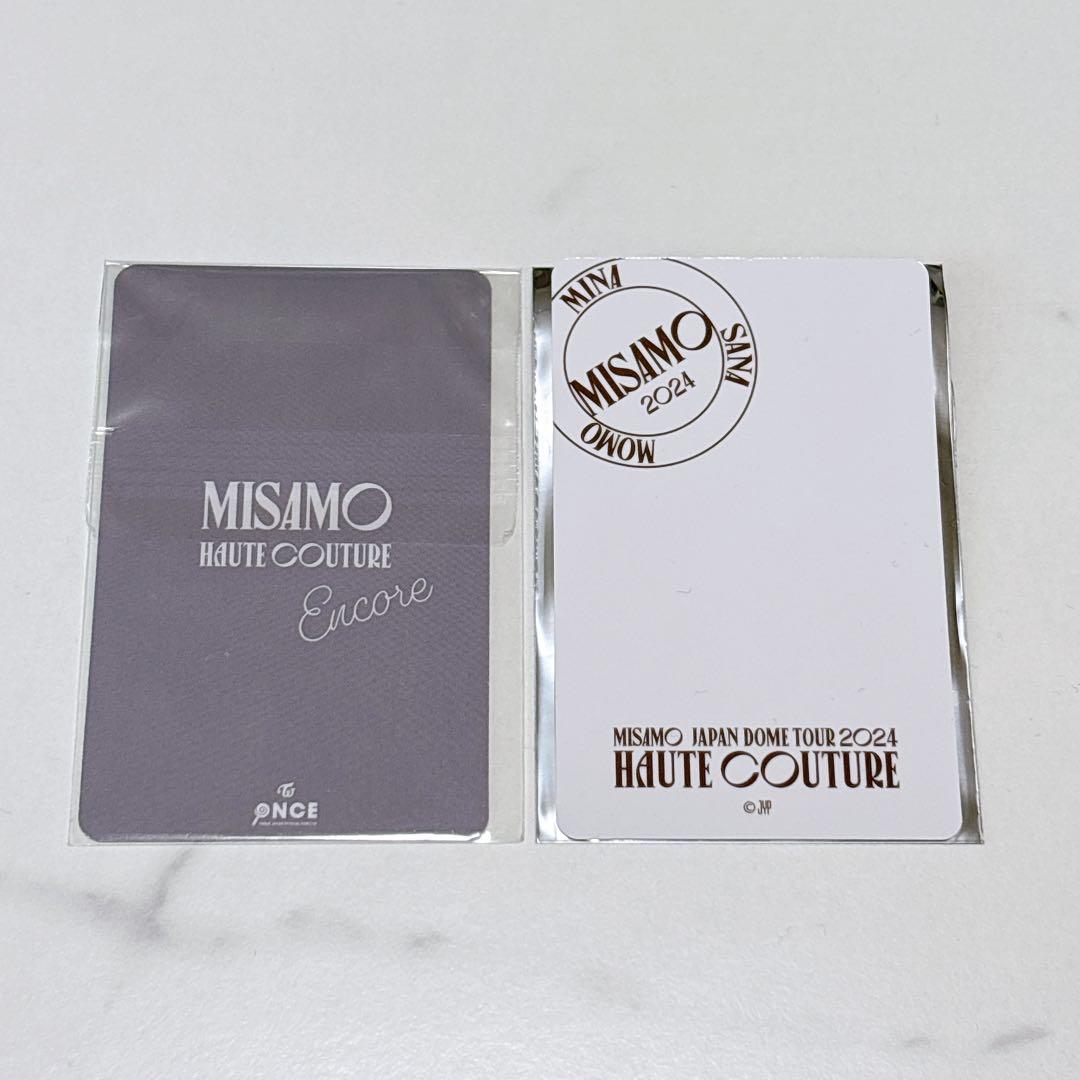 MISAMO
HAUTE COUTURE
Encore
ONCE
MINA
SANA
MOMO
MISAMO
2024
MISAMO JAPAN DOME TOUR 2024
HAUTE COUTURE
© JYP